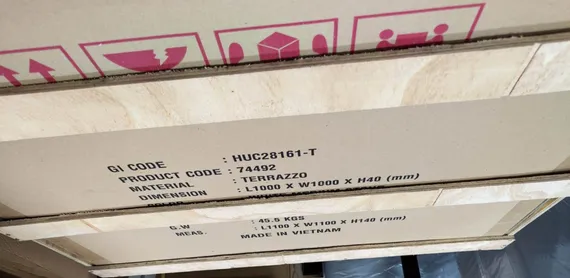 GI CODE : HUC28161-T
PRODUCT CODE : 74492
MATERIAL : TERRAZZO
DIMENSION : L1000 X W1000 X H40 (mm)
G.W : 45.5 KGS
MEAS. : L1100 X W1100 X H140 (mm)
MADE IN VIETNAM